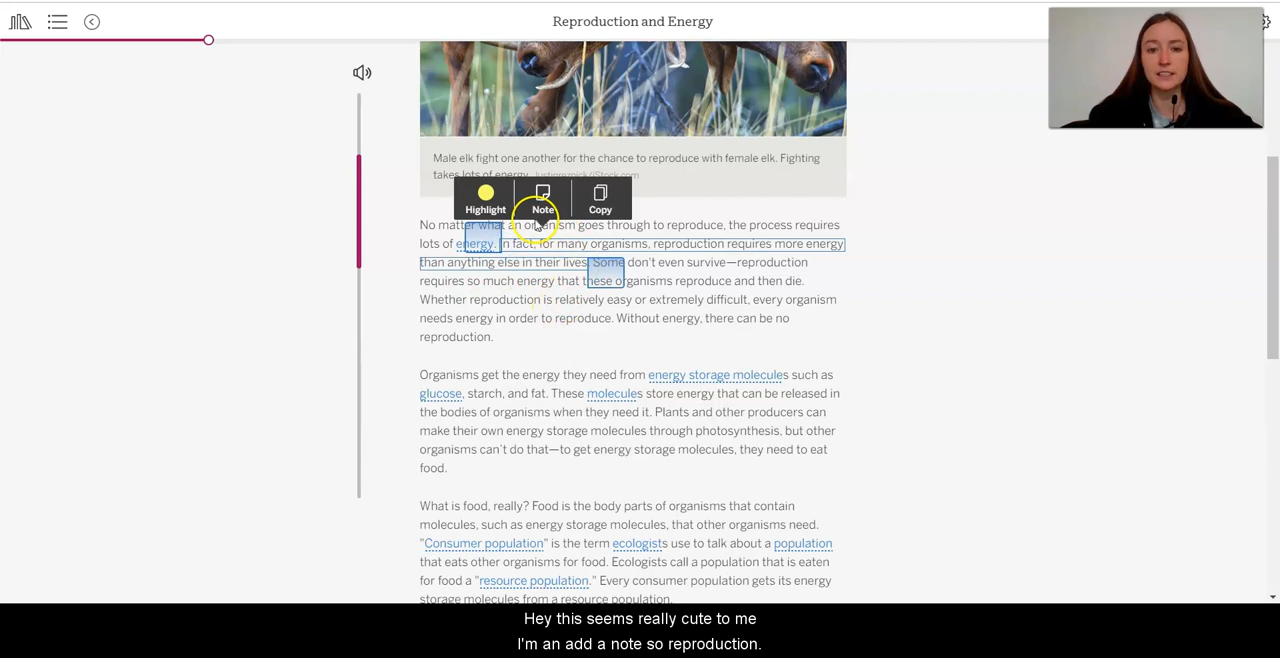 Reproduction and Energy
Male elk fight one another for the chance to reproduce with female elk. Fighting
takes lots of energy. Justinreznick/iStock.com
Highlight Note Copy
No matter what an organism goes through to reproduce, the process requires
lots of energy. In fact, for many organisms, reproduction requires more energy
than anything else in their lives. Some don't even survive—reproduction
requires so much energy that these organisms reproduce and then die.
Whether reproduction is relatively easy or extremely difficult, every organism
needs energy in order to reproduce. Without energy, there can be no
reproduction.
Organisms get the energy they need from energy storage molecules such as
glucose, starch, and fat. These molecules store energy that can be released in
the bodies of organisms when they need it. Plants and other producers can
make their own energy storage molecules through photosynthesis, but other
organisms can't do that—to get energy storage molecules, they need to eat
food.
What is food, really? Food is the body parts of organisms that contain
molecules, such as energy storage molecules, that other organisms need.
"Consumer population" is the term ecologists use to talk about a population
that eats other organisms for food. Ecologists call a population that is eaten
for food a "resource population." Every consumer population gets its energy
storage molecules from a resource population.
Hey this seems really cute to me
I'm an add a note so reproduction.